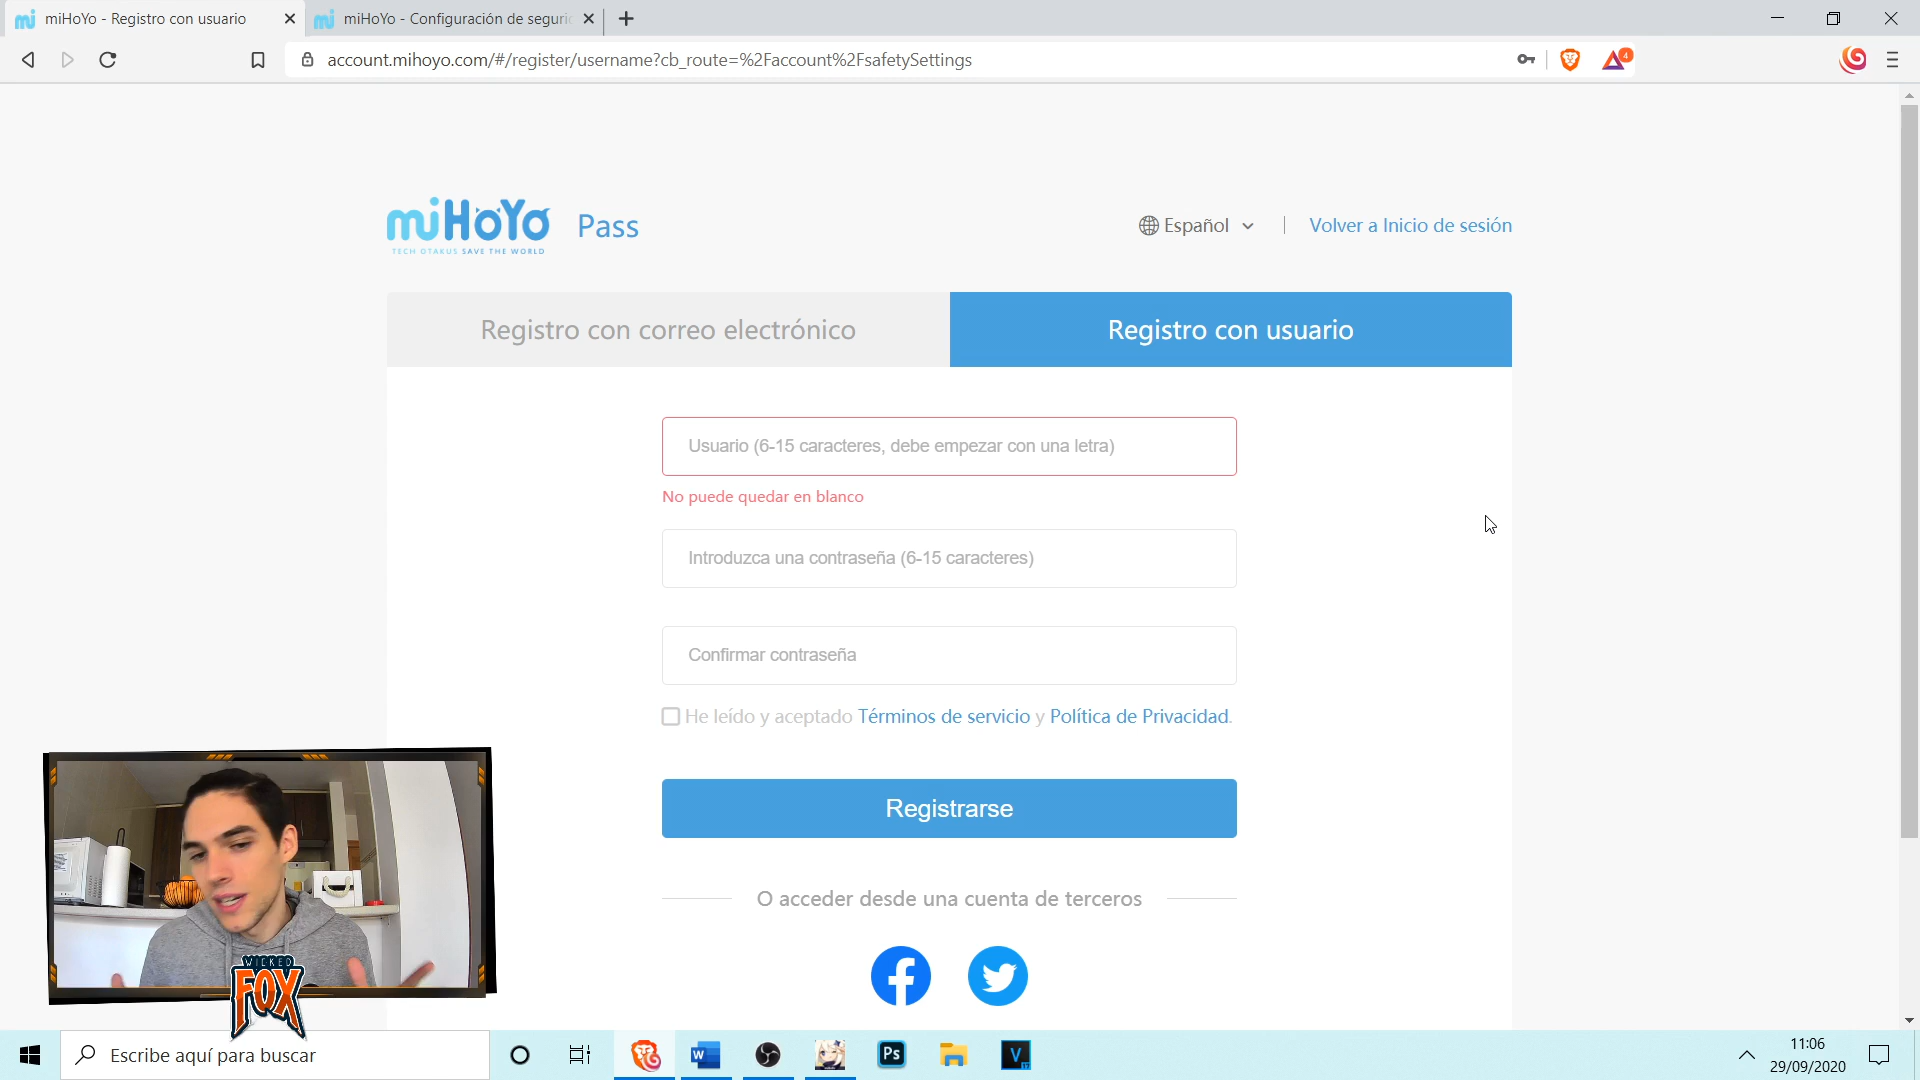 miHoYo - Registro con usuario
miHoYo - Configuración de seguri
account.mihoyo.com/#/register/username?cb_route=%2Faccount%2FsafetySettings
4
miHoYo Pass
TECH OTAKUS SAVE THE WORLD
Español
Volver a Inicio de sesión
Registro con correo electrónico
Registro con usuario
Usuario (6-15 caracteres, debe empezar con una letra)
No puede quedar en blanco
Introduzca una contraseña (6-15 caracteres)
Confirmar contraseña
He leído y aceptado Términos de servicio y Política de Privacidad.
Registrarse
O acceder desde una cuenta de terceros
WICKED
FOX
Escribe aquí para buscar
W
Ps
V
11:06
29/09/2020